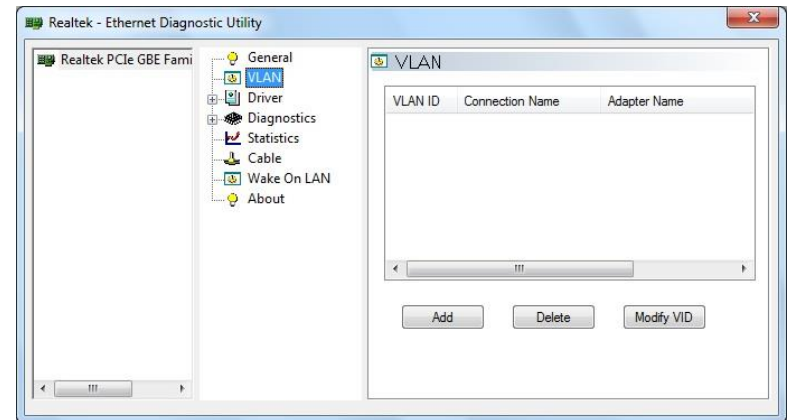 Realtek - Ethernet Diagnostic Utility
Realtek PCIe GBE Fami
General
VLAN
Driver
Diagnostics
Statistics
Cable
Wake On LAN
About
VLAN
VLAN ID Connection Name Adapter Name
Add Delete Modify VID